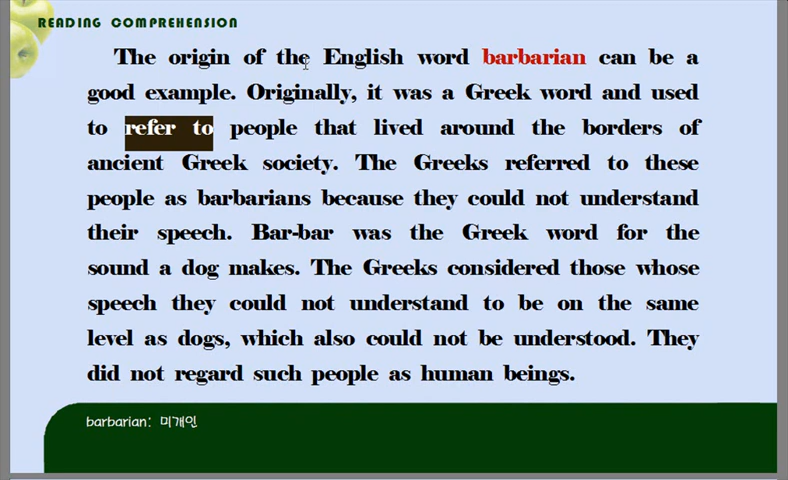 READING COMPREHENSION
The origin of the English word barbarian can be a
good example. Originally, it was a Greek word and used
to refer to people that lived around the borders of
ancient Greek society. The Greeks referred to these
people as barbarians because they could not understand
their speech. Bar-bar was the Greek word for the
sound a dog makes. The Greeks considered those whose
speech they could not understand to be on the same
level as dogs, which also could not be understood. They
did not regard such people as human beings.
barbarian: 미개인